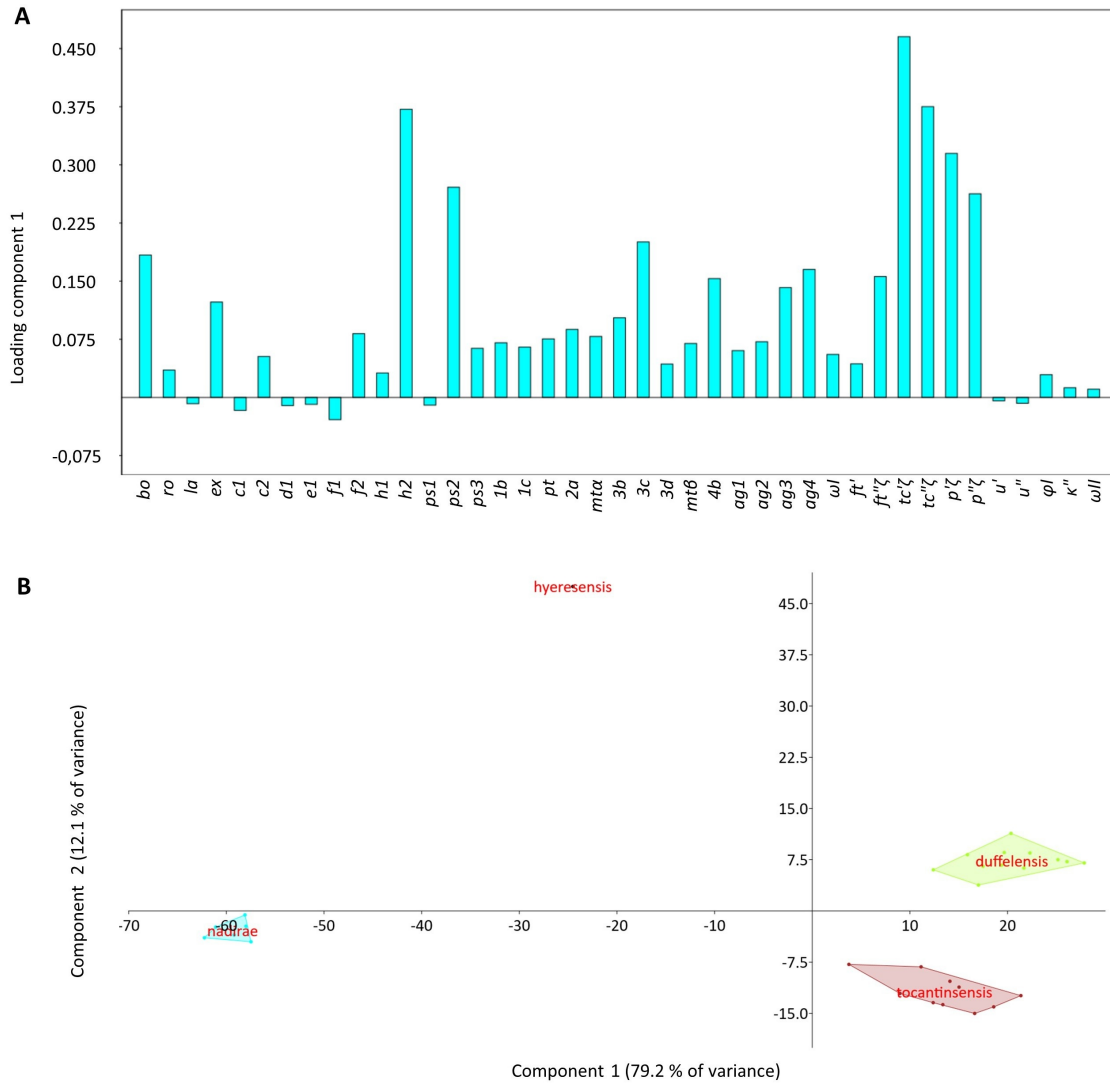 A
0.450
0.375
0.300
0.225
0.150
0.075
-0,075
Loading component 1
bo ro la ex c1 c2 d1 e1 f1 f2 h1 h2 ps1 ps2 ps3 1b 1c pt 2a mtα 3b 3c 3d mtβ 4b ag1 ag2 ag3 ag4 ωI ft' ft"ζ tc'ζ tc"ζ p'ζ p"ζ u' u" φI κ" ωII
B
hyeresensis
45.0
37.5
30.0
22.5
15.0
7.5
duffelensis
-70 -60 -50 -40 -30 -20 -10 10 20
nadirae
-7.5
tocantinsensis
-15.0
Component 2 (12.1 % of variance)
Component 1 (79.2 % of variance)